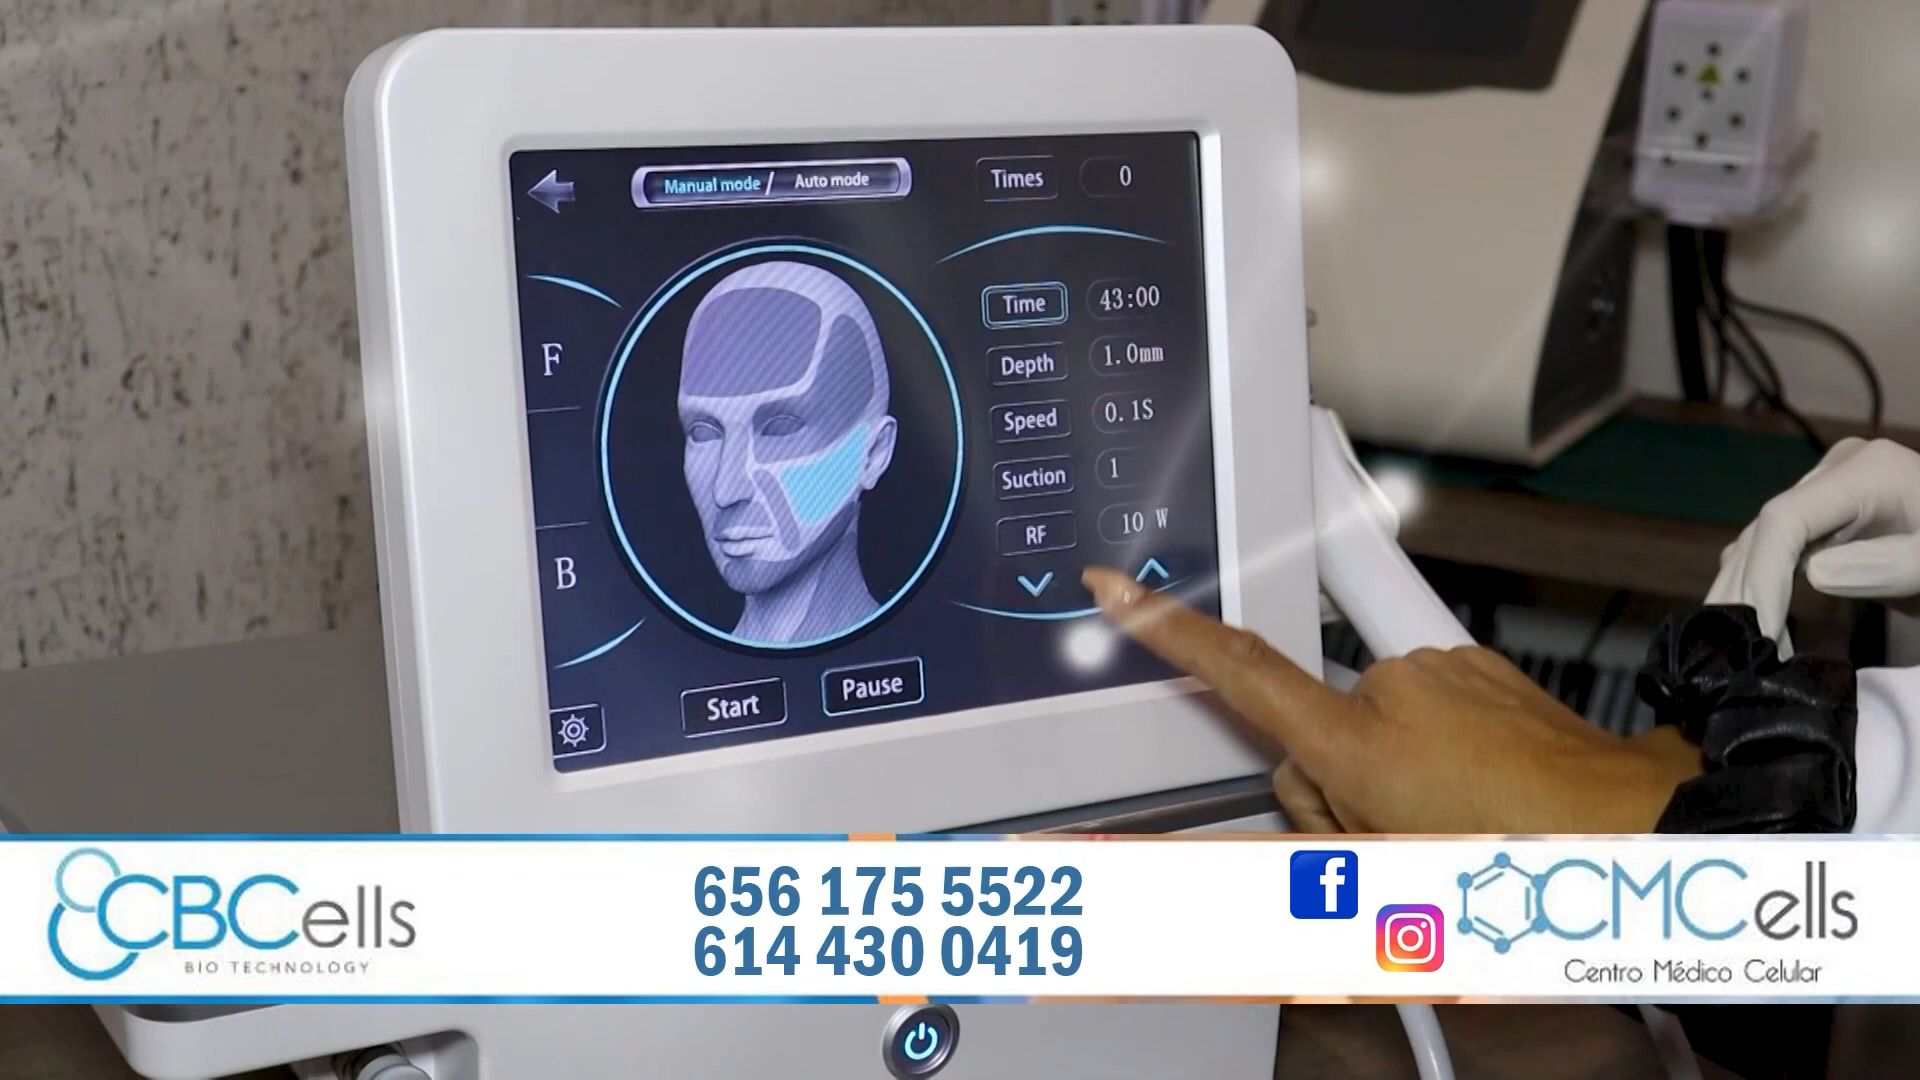 Manual mode / Auto mode
Times 0
F
B
Time 43:00
Depth 1.0mm
Speed 0.1S
Suction 1
RF 10 W
Start
Pause
CBCells
BIO TECHNOLOGY
656 175 5522
614 430 0419
f
CMCells
Centro Médico Celular